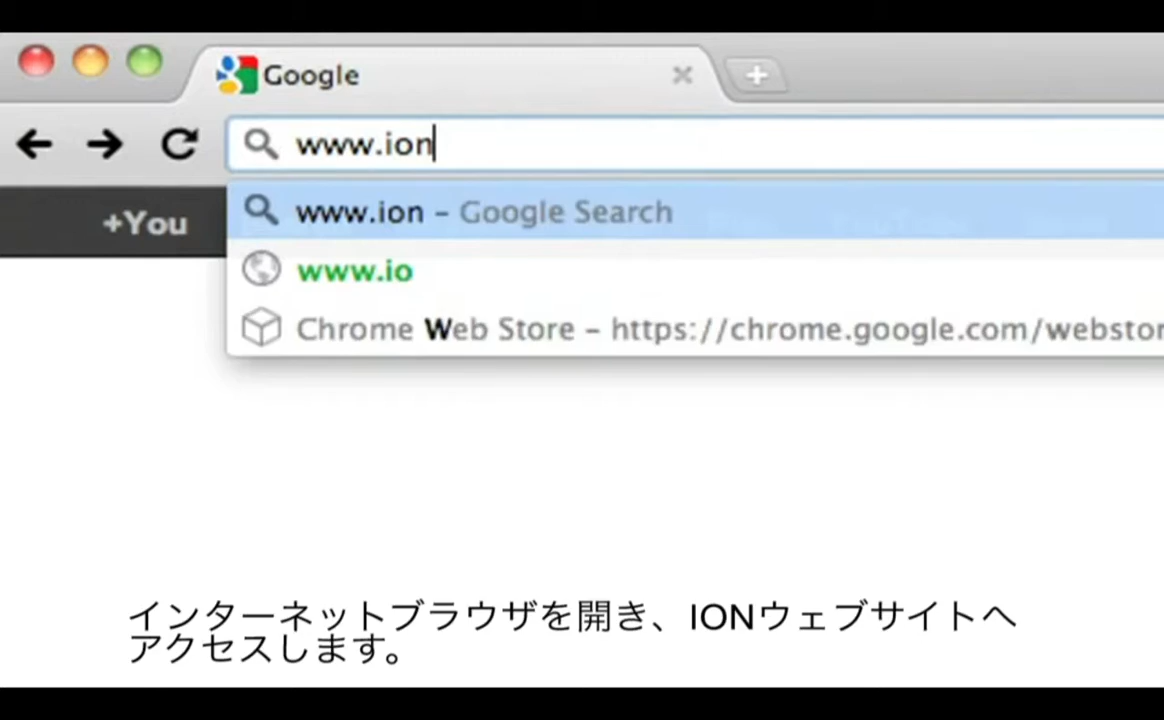 Google
www.ion
+You
www.ion – Google Search
www.io
Chrome Web Store – https://chrome.google.com/webstor
インターネットブラウザを開き、IONウェブサイトへ
アクセスします。